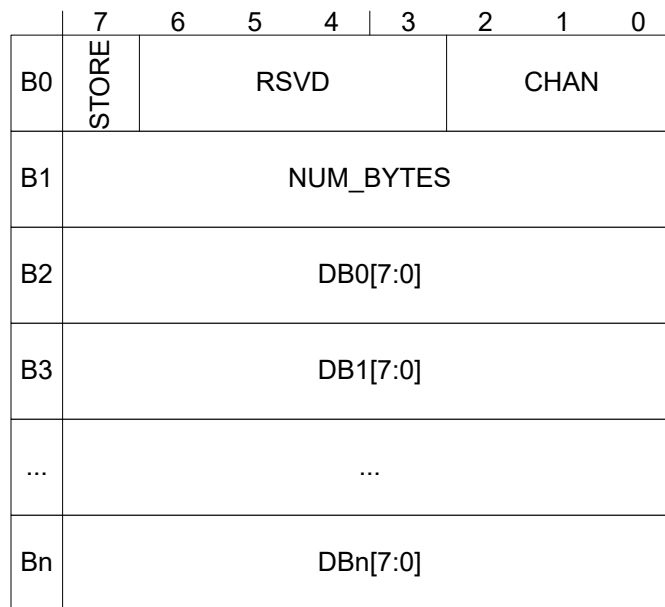 7 6 5 4 3 2 1 0
B0 STORE RSVD CHAN
B1 NUM_BYTES
B2 DB0[7:0]
B3 DB1[7:0]
... ...
Bn DBn[7:0]